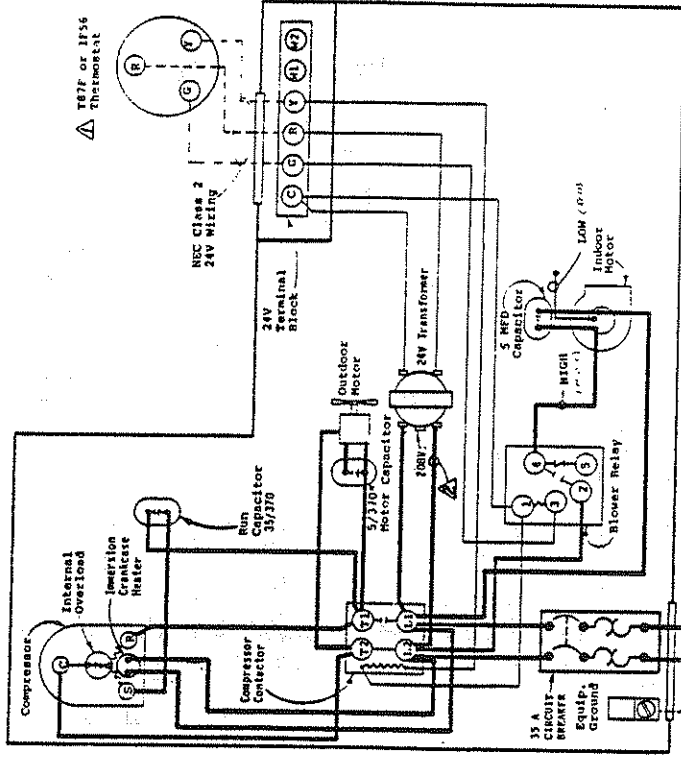 T87F or 1F56
Thermostat
R
Y
G
NEC Class 2
24V Wiring
C
G
R
Y
W1
W2
24V
Terminal
Block
Outdoor
Motor
24V Transformer
208V
5/370
Motor Capacitor
Run
Capacitor
35/370
Compressor
Internal
Overload
Immersion
Crankcase
Heater
C
S
R
Compressor
Contactor
T2
T1
L2
L1
5 MFD
Capacitor
LOW
Indoor
Motor
HIGH
4
5
1
3
2
Blower Relay
35 A
CIRCUIT
BREAKER
Equip.
Ground